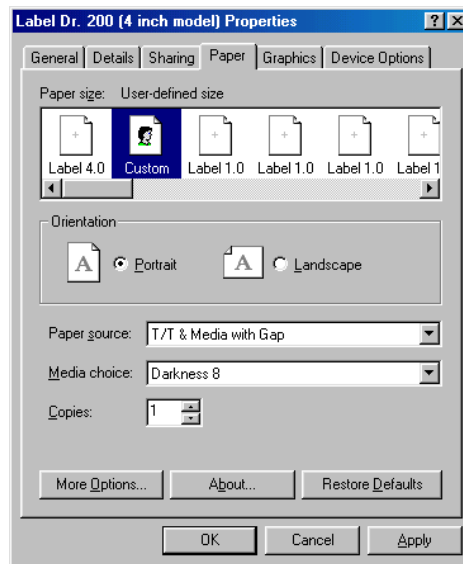 Label Dr. 200 (4 inch model) Properties
General Details Sharing Paper Graphics Device Options
Paper size: User-defined size
Label 4.0 Custom Label 1.0 Label 1.0 Label 1.0 Label 1
Orientation
A Portrait A Landscape
Paper source: T/T & Media with Gap
Media choice: Darkness 8
Copies: 1
More Options... About... Restore Defaults
OK Cancel Apply